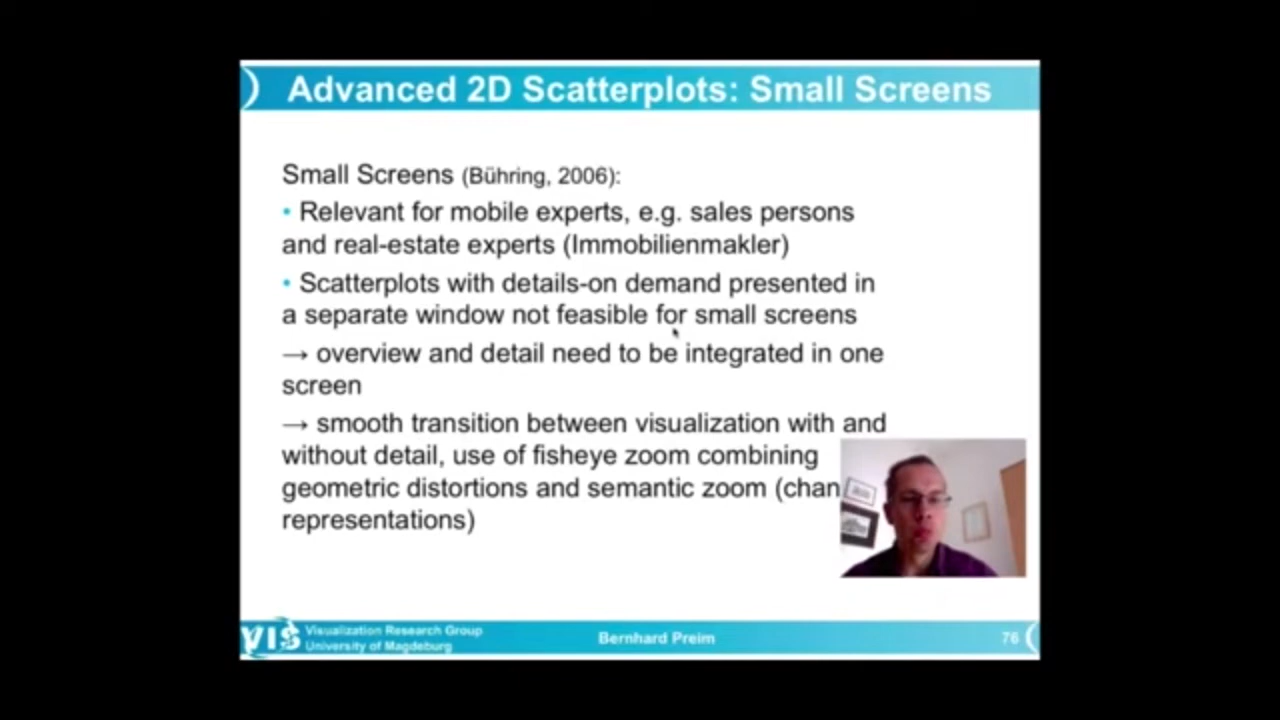 Advanced 2D Scatterplots: Small Screens
Small Screens (Bühring, 2006):
• Relevant for mobile experts, e.g. sales persons
and real-estate experts (Immobilienmakler)
• Scatterplots with details-on demand presented in
a separate window not feasible for small screens
→ overview and detail need to be integrated in one
screen
→ smooth transition between visualization with and
without detail, use of fisheye zoom combining
geometric distortions and semantic zoom (chan
representations)
VIS
Visualization Research Group
University of Magdeburg
Bernhard Preim
76